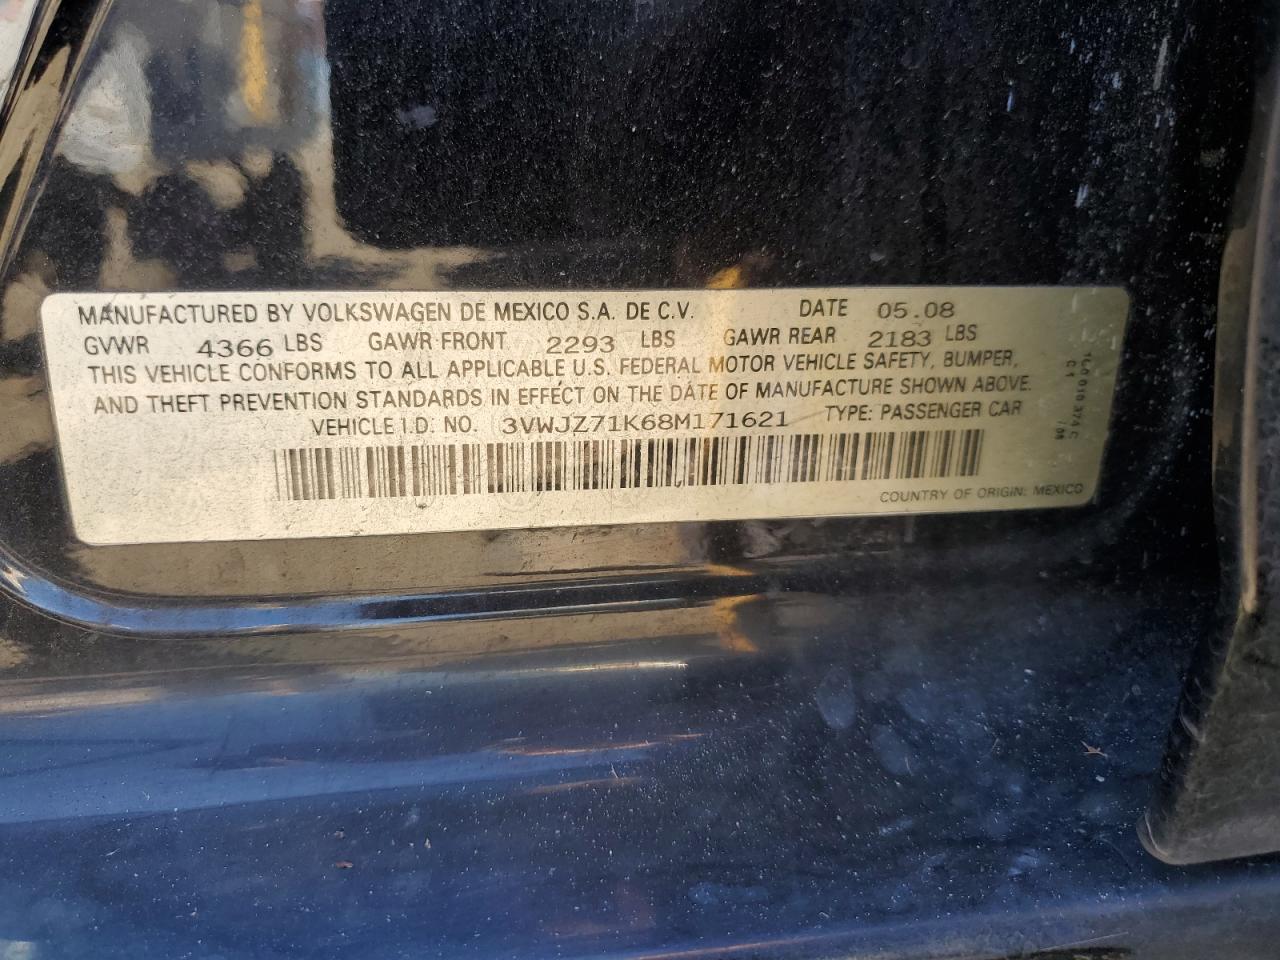 MANUFACTURED BY VOLKSWAGEN DE MEXICO S.A. DE C.V. DATE 05.08
GVWR 4366 LBS GAWR FRONT 2293 LBS GAWR REAR 2183 LBS
THIS VEHICLE CONFORMS TO ALL APPLICABLE U.S. FEDERAL MOTOR VEHICLE SAFETY, BUMPER,
AND THEFT PREVENTION STANDARDS IN EFFECT ON THE DATE OF MANUFACTURE SHOWN ABOVE.
VEHICLE I.D. NO. 3VWJZ71K68M171621 TYPE: PASSENGER CAR
COUNTRY OF ORIGIN: MEXICO